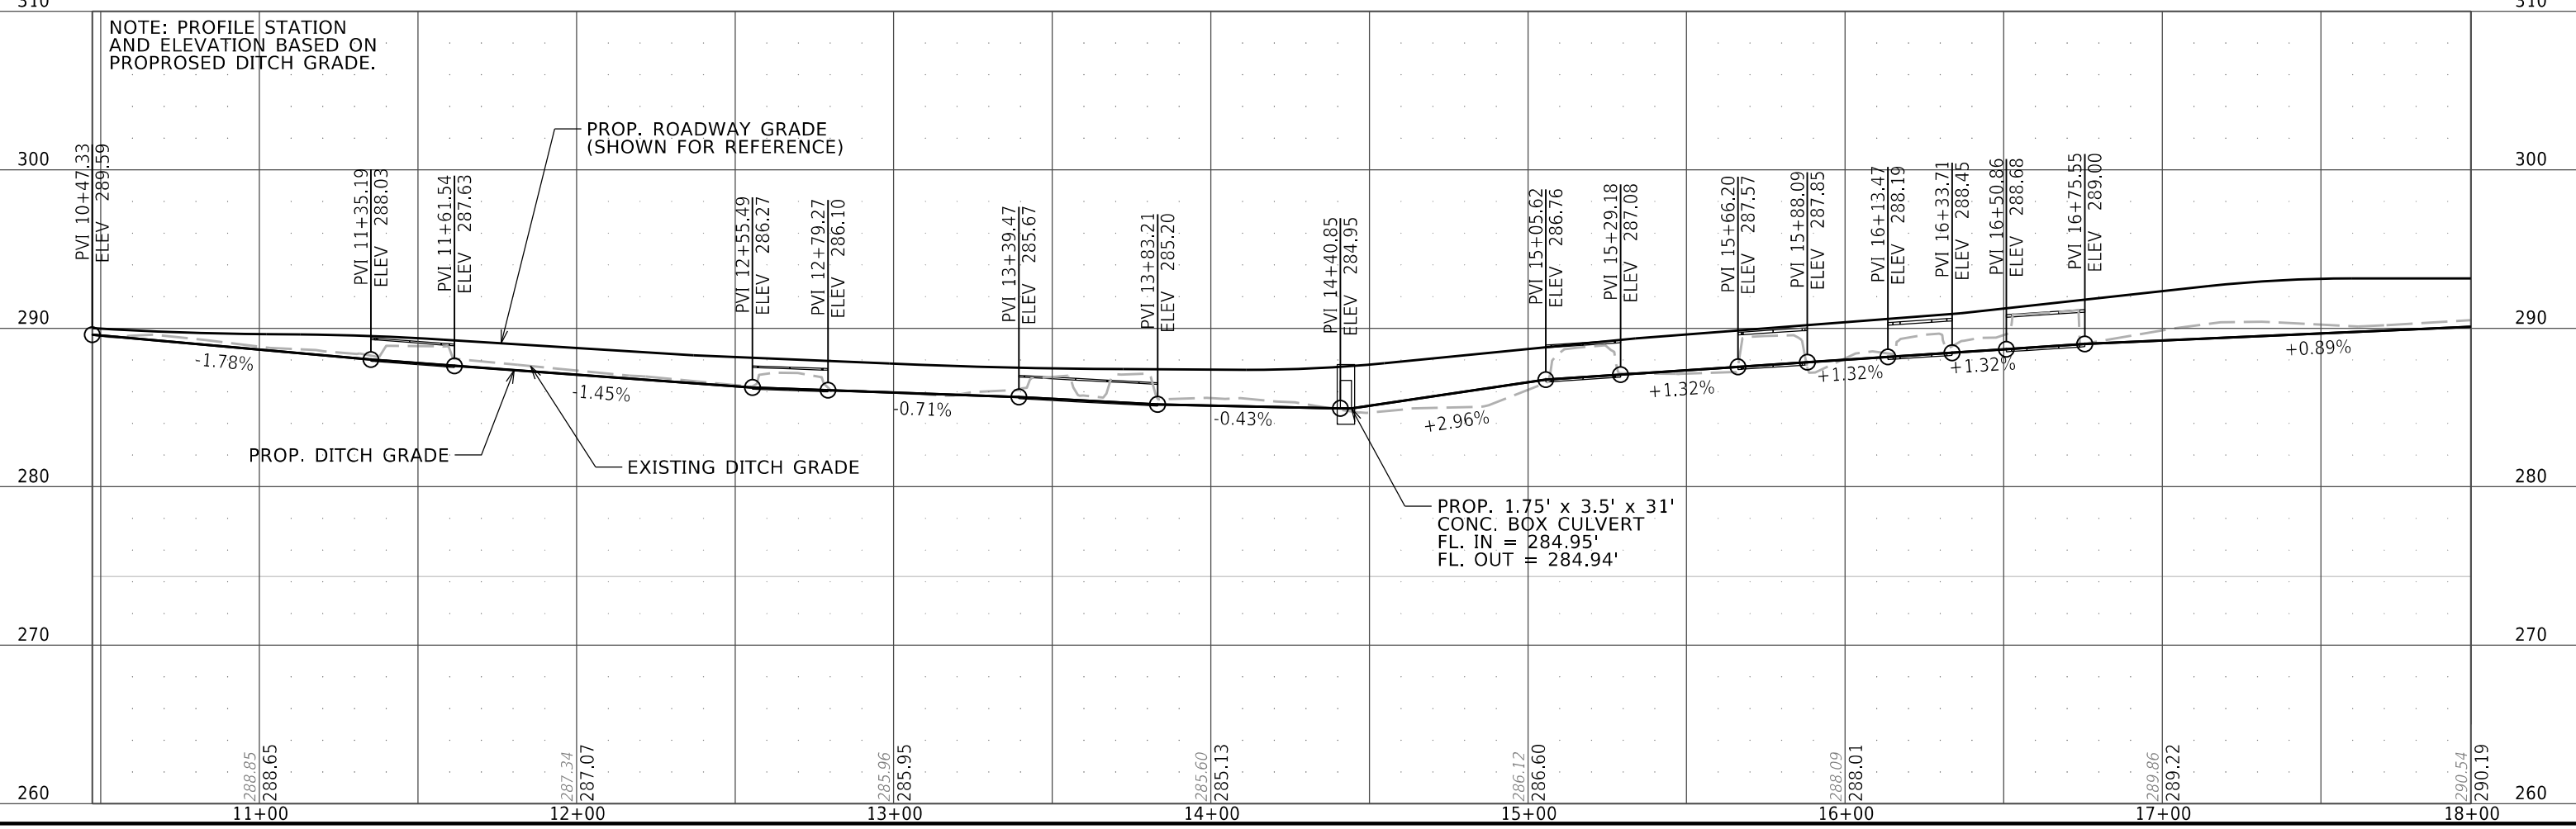 310
310
NOTE: PROFILE STATION
AND ELEVATION BASED ON
PROPROSED DITCH GRADE.
PROP. ROADWAY GRADE
(SHOWN FOR REFERENCE)
300
300
PVI 10+47.33
ELEV 289.59
PVI 11+35.19
ELEV 288.03
PVI 11+61.54
ELEV 287.63
PVI 12+55.49
ELEV 286.27
PVI 12+79.27
ELEV 286.10
PVI 13+39.47
ELEV 285.67
PVI 13+83.21
ELEV 285.20
PVI 14+40.85
ELEV 284.95
PVI 15+05.62
ELEV 286.76
PVI 15+29.18
ELEV 287.08
PVI 15+66.20
ELEV 287.57
PVI 15+88.09
ELEV 287.85
PVI 16+13.47
ELEV 288.19
PVI 16+33.71
ELEV 288.45
PVI 16+50.86
ELEV 288.68
PVI 16+75.55
ELEV 289.00
290
290
-1.78%
-1.45%
-0.71%
-0.43%
+2.96%
+1.32%
+1.32%
+1.32%
+0.89%
PROP. DITCH GRADE
EXISTING DITCH GRADE
280
280
PROP. 1.75' x 3.5' x 31'
CONC. BOX CULVERT
FL. IN = 284.95'
FL. OUT = 284.94'
270
270
288.85
288.65
287.34
287.07
285.96
285.95
285.60
285.13
286.12
286.60
288.09
288.01
289.86
289.22
290.54
290.19
260
260
11+00
12+00
13+00
14+00
15+00
16+00
17+00
18+00